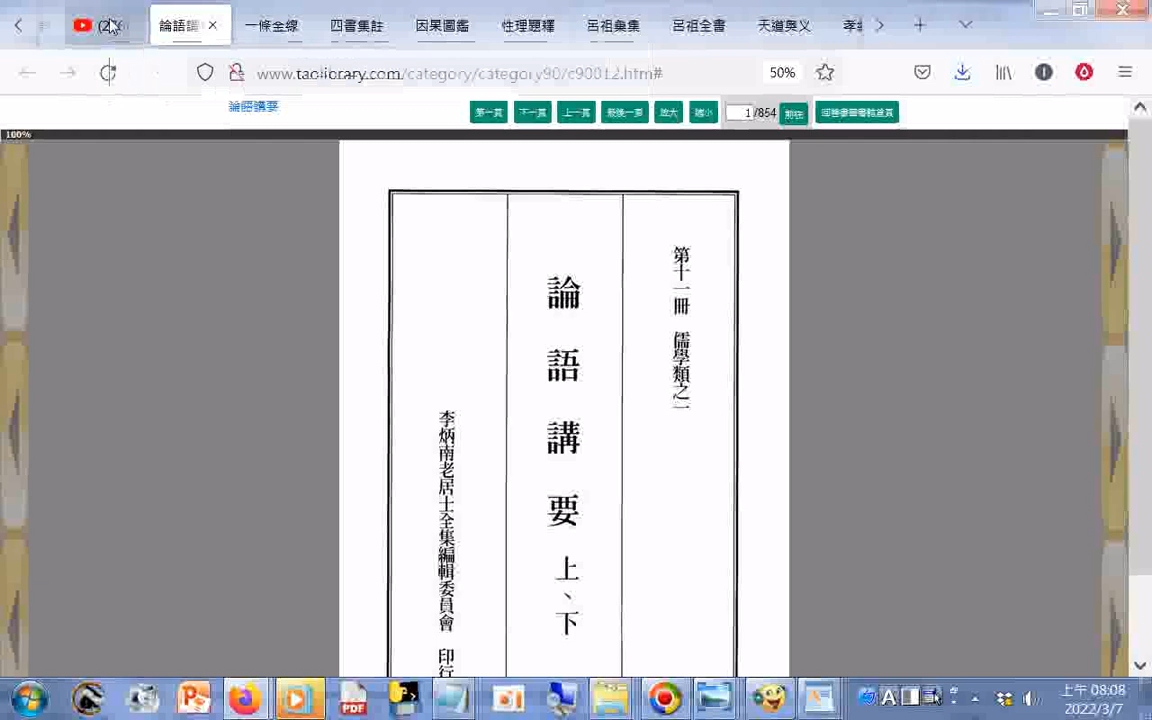 論語講
一條金線
四書集註
因果圖鑑
性理題釋
呂祖彙集
呂祖全書
天道奧义
www.taolibrary.com/category/category90/c90012.htm#
50%
論語講要
第一頁
下一頁
上一頁
最後一頁
放大
縮小
1
/854
前往
100%
第十一冊 儒學類之一
論語講要 上、下
李炳南老居士全集編輯委員會 印行
上午 08:08
2022/3/7